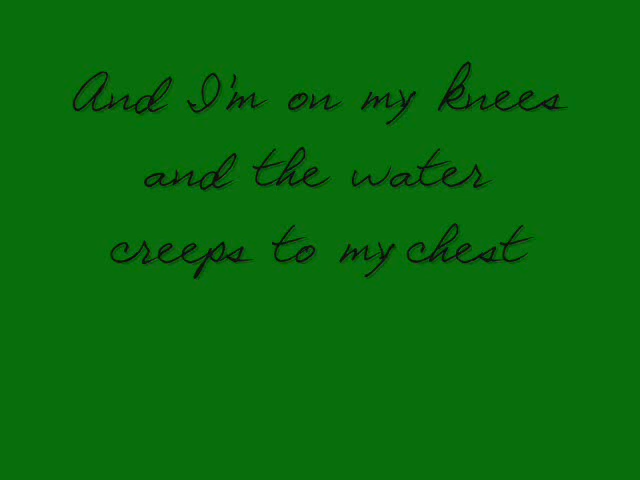 And I'm on my knees
and the water
creeps to my chest